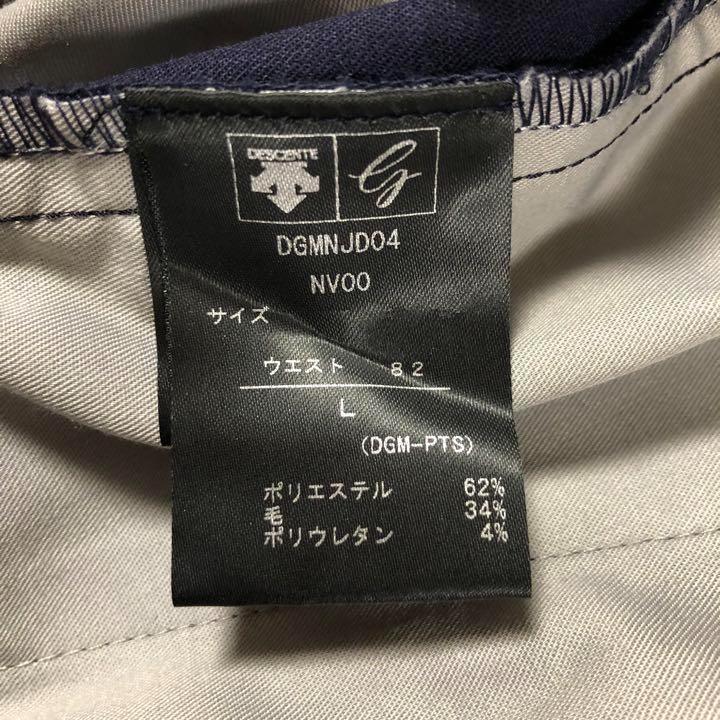 DESCENTE
G
DGMNJD04
NV00
サイズ
ウエスト 82
L
(DGM-PTS)
ポリエステル 62%
毛 34%
ポリウレタン 4%